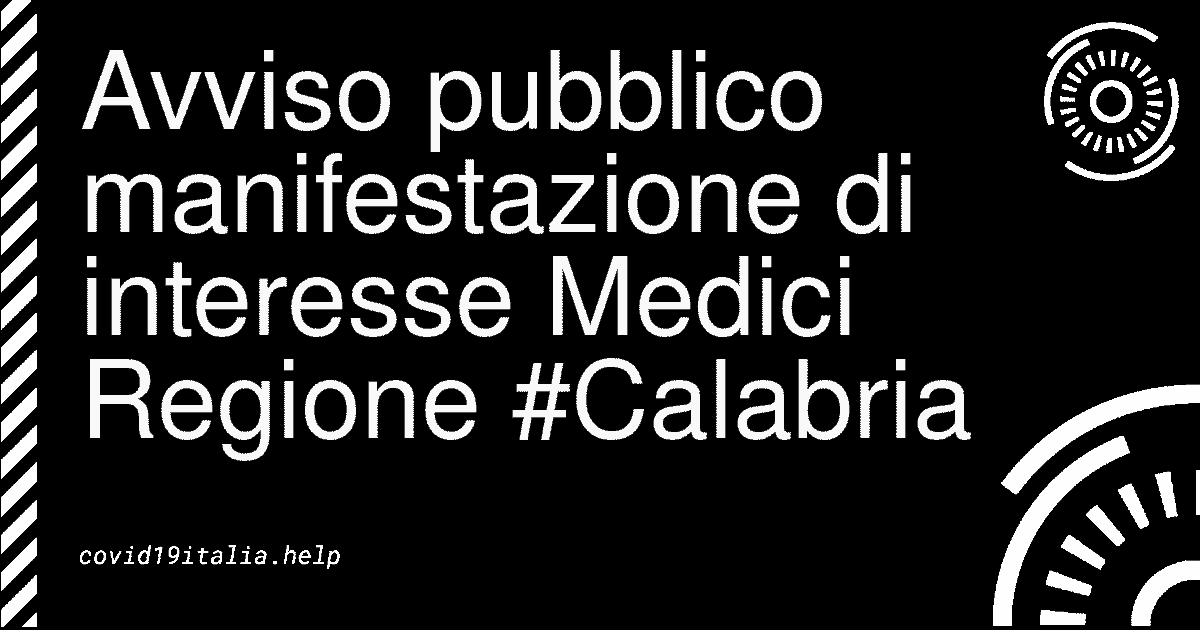 Avviso pubblico
manifestazione di
interesse Medici
Regione #Calabria
covid19italia.help